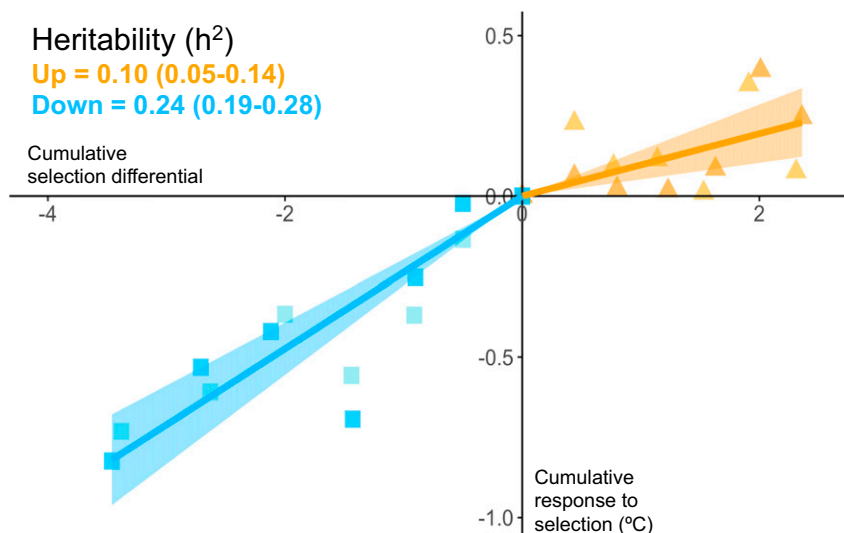 Heritability (h²)
Up = 0.10 (0.05-0.14)
Down = 0.24 (0.19-0.28)
Cumulative
selection differential
0.5
0.0
-4
-2
0
2
-0.5
Cumulative
response to
selection (ºC)
-1.0